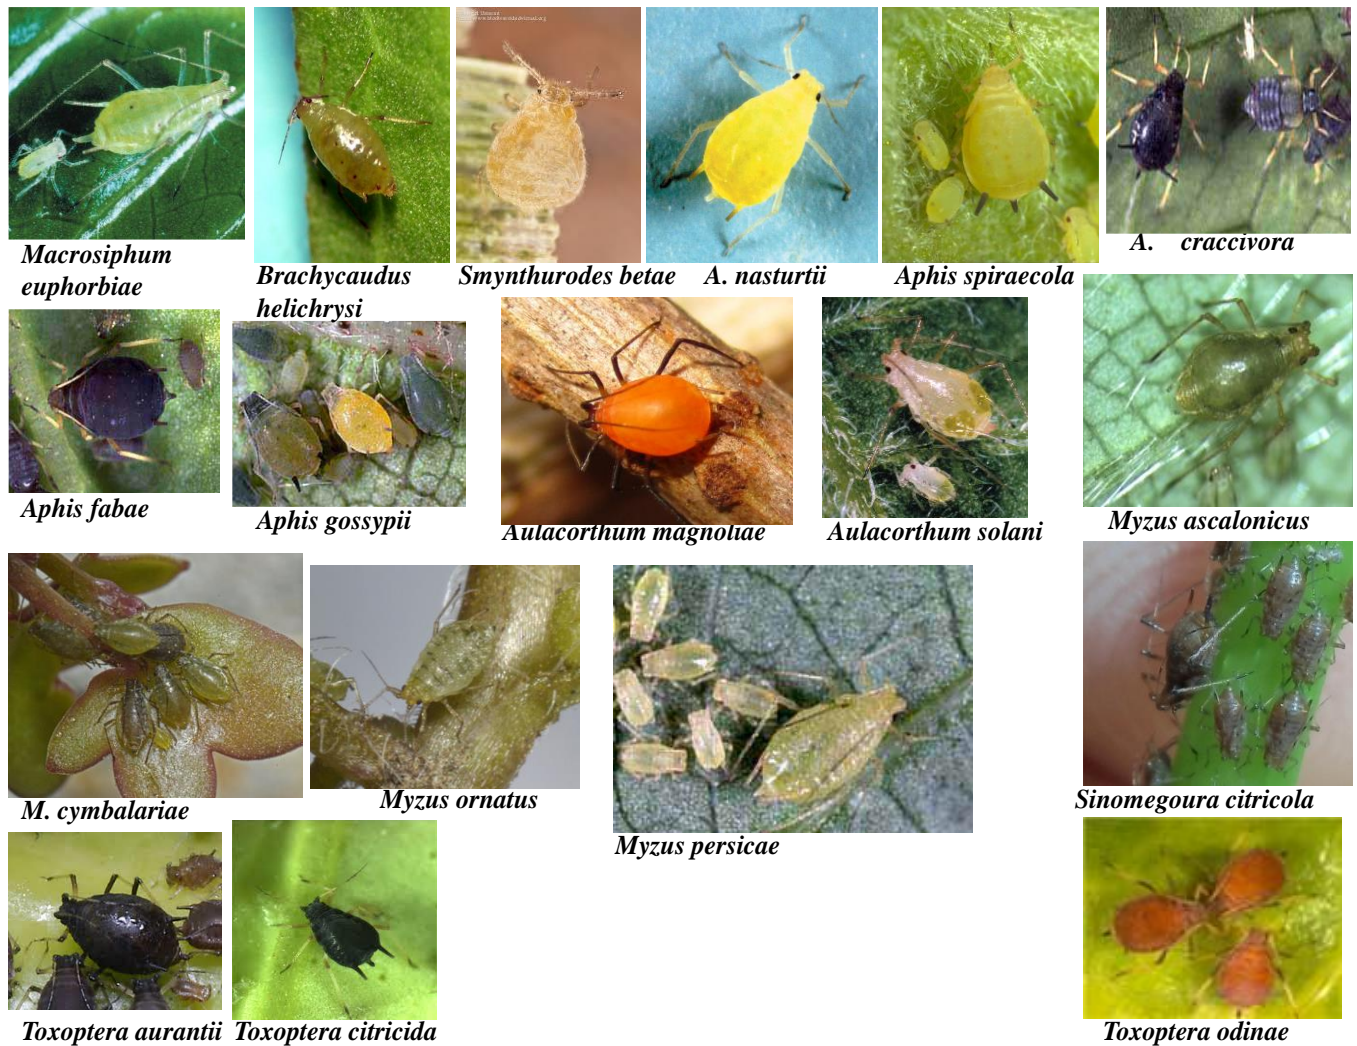 Macrosiphum
euphorbiae
Brachycaudus
helichrysi
Smynthurodes betae
A. nasturtii
Aphis spiraecola
A. craccivora
Aphis fabae
Aphis gossypii
Aulacorthum magnoliae
Aulacorthum solani
Myzus ascalonicus
M. cymbalariae
Myzus ornatus
Myzus persicae
Sinomegoura citricola
Toxoptera aurantii
Toxoptera citricida
Toxoptera odinae